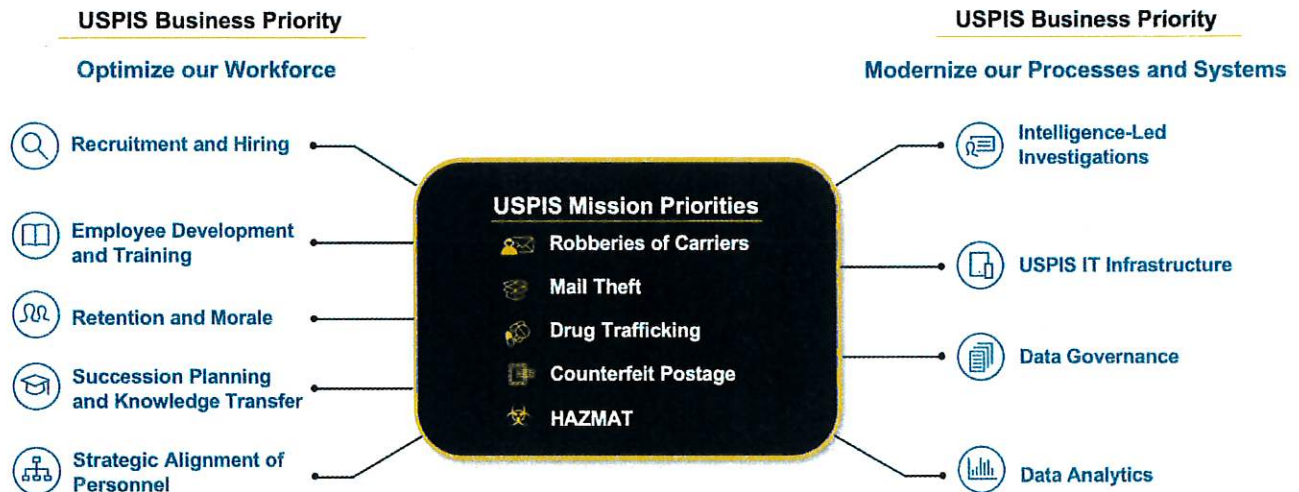 USPIS Business Priority
Optimize our Workforce
Recruitment and Hiring
Employee Development
and Training
Retention and Morale
Succession Planning
and Knowledge Transfer
Strategic Alignment of
Personnel
USPIS Mission Priorities
Robberies of Carriers
Mail Theft
Drug Trafficking
Counterfeit Postage
HAZMAT
USPIS Business Priority
Modernize our Processes and Systems
Intelligence-Led
Investigations
USPIS IT Infrastructure
Data Governance
Data Analytics